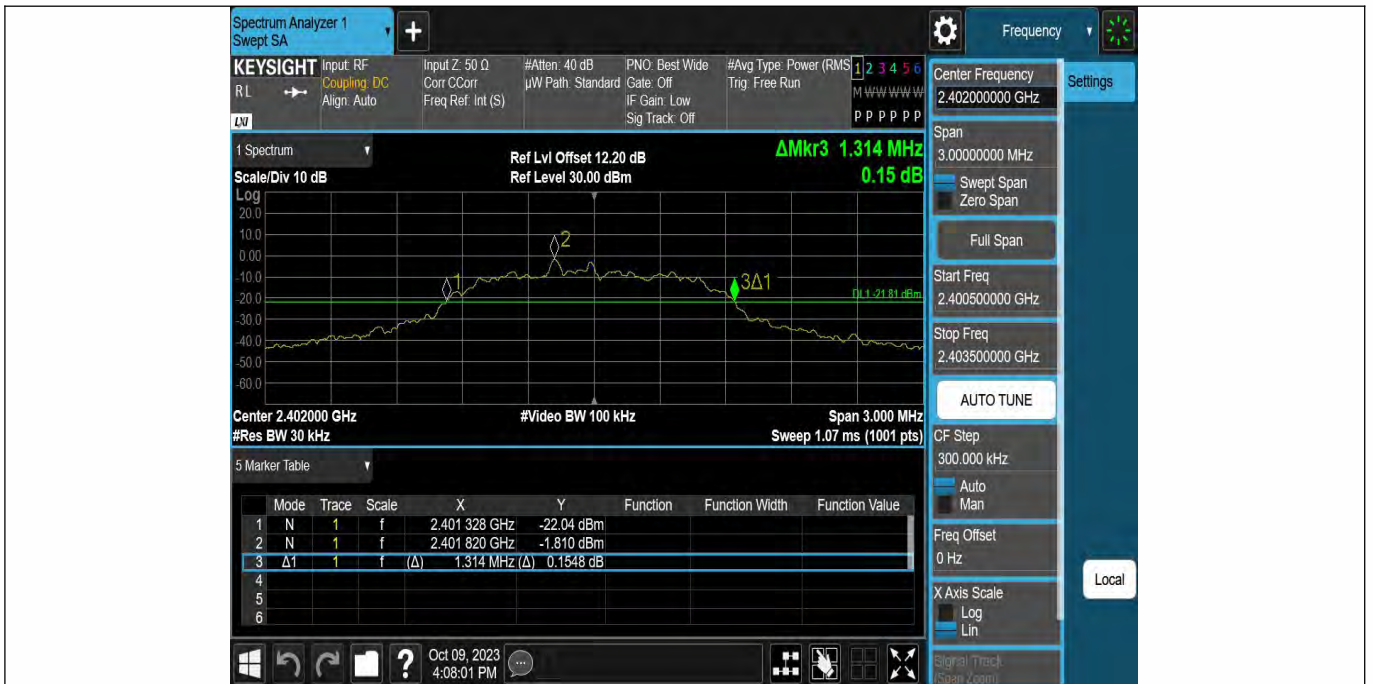 Spectrum Analyzer 1
Swept SA
+
Frequency
KEYSIGHT
RL
LXI
Input: RF
Coupling: DC
Align: Auto
Input Z: 50 Ω
Corr CCorr
Freq Ref: Int (S)
#Atten: 40 dB
µW Path: Standard
PNO: Best Wide
Gate: Off
IF Gain: Low
Sig Track: Off
#Avg Type: Power (RMS
Trig: Free Run
1 2 3 4 5 6
M W W W W W
P P P P P P
1 Spectrum
Scale/Div 10 dB
Ref Lvl Offset 12.20 dB
Ref Level 30.00 dBm
ΔMkr3 1.314 MHz
0.15 dB
Log
20.0
10.0
0.00
-10.0
-20.0
-30.0
-40.0
-50.0
-60.0
1
2
3Δ1
DL1 -21.81 dBm
Center 2.402000 GHz
#Res BW 30 kHz
#Video BW 100 kHz
Span 3.000 MHz
Sweep 1.07 ms (1001 pts)
5 Marker Table
Mode Trace Scale X Y Function Function Width Function Value
1 N 1 f 2.401 328 GHz -22.04 dBm
2 N 1 f 2.401 820 GHz -1.810 dBm
3 Δ1 1 f (Δ) 1.314 MHz (Δ) 0.1548 dB
4
5
6
?
Oct 09, 2023
4:08:01 PM
Center Frequency
2.402000000 GHz
Span
3.00000000 MHz
Swept Span
Zero Span
Full Span
Start Freq
2.400500000 GHz
Stop Freq
2.403500000 GHz
AUTO TUNE
CF Step
300.000 kHz
Auto
Man
Freq Offset
0 Hz
X Axis Scale
Log
Lin
Signal Track
(Span Zoom)
Settings
Local